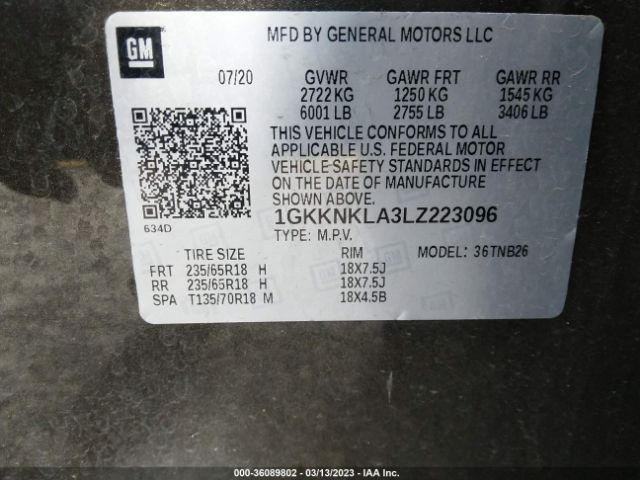 GM
MFD BY GENERAL MOTORS LLC
07/20 GVWR GAWR FRT GAWR RR
2722 KG 1250 KG 1545 KG
6001 LB 2755 LB 3406 LB
THIS VEHICLE CONFORMS TO ALL
APPLICABLE U.S. FEDERAL MOTOR
VEHICLE SAFETY STANDARDS IN EFFECT
ON THE DATE OF MANUFACTURE
SHOWN ABOVE.
634D
1GKKNKLA3LZ223096
TYPE: M.P.V.
TIRE SIZE RIM MODEL: 36TNB26
FRT 235/65R18 H 18X7.5J
RR 235/65R18 H 18X7.5J
SPA T135/70R18 M 18X4.5B
000-36089802 — 03/13/2023 — IAA Inc.